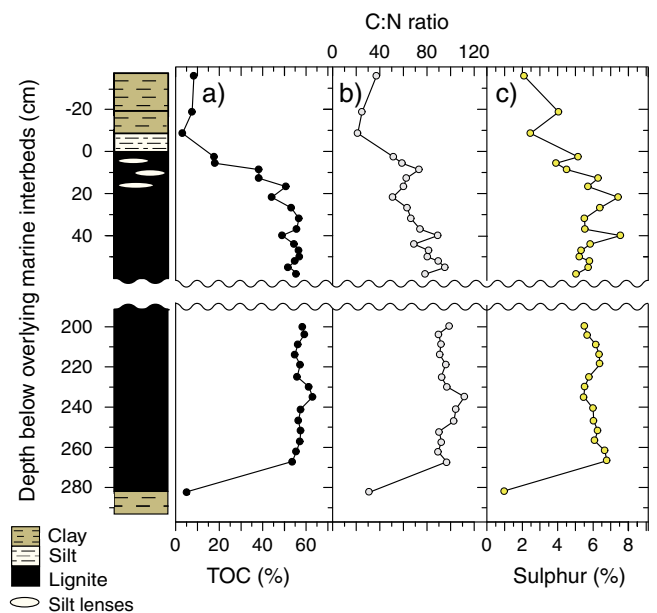 C:N ratio
0 40 80 120
a) b) c)
Depth below overlying marine interbeds (cm)
-20
0
20
40
200
220
240
260
280
0 20 40 60 0 2 4 6 8
TOC (%) Sulphur (%)
Clay
Silt
Lignite
Silt lenses